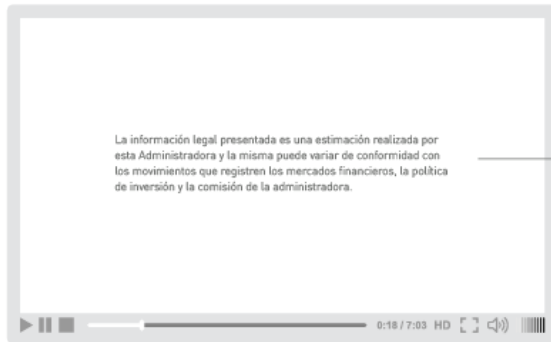 La información legal presentada es una estimación realizada por
esta Administradora y la misma puede variar de conformidad con
los movimientos que registren los mercados financieros, la política
de inversión y la comisión de la administradora.
0:18 / 7:03 HD